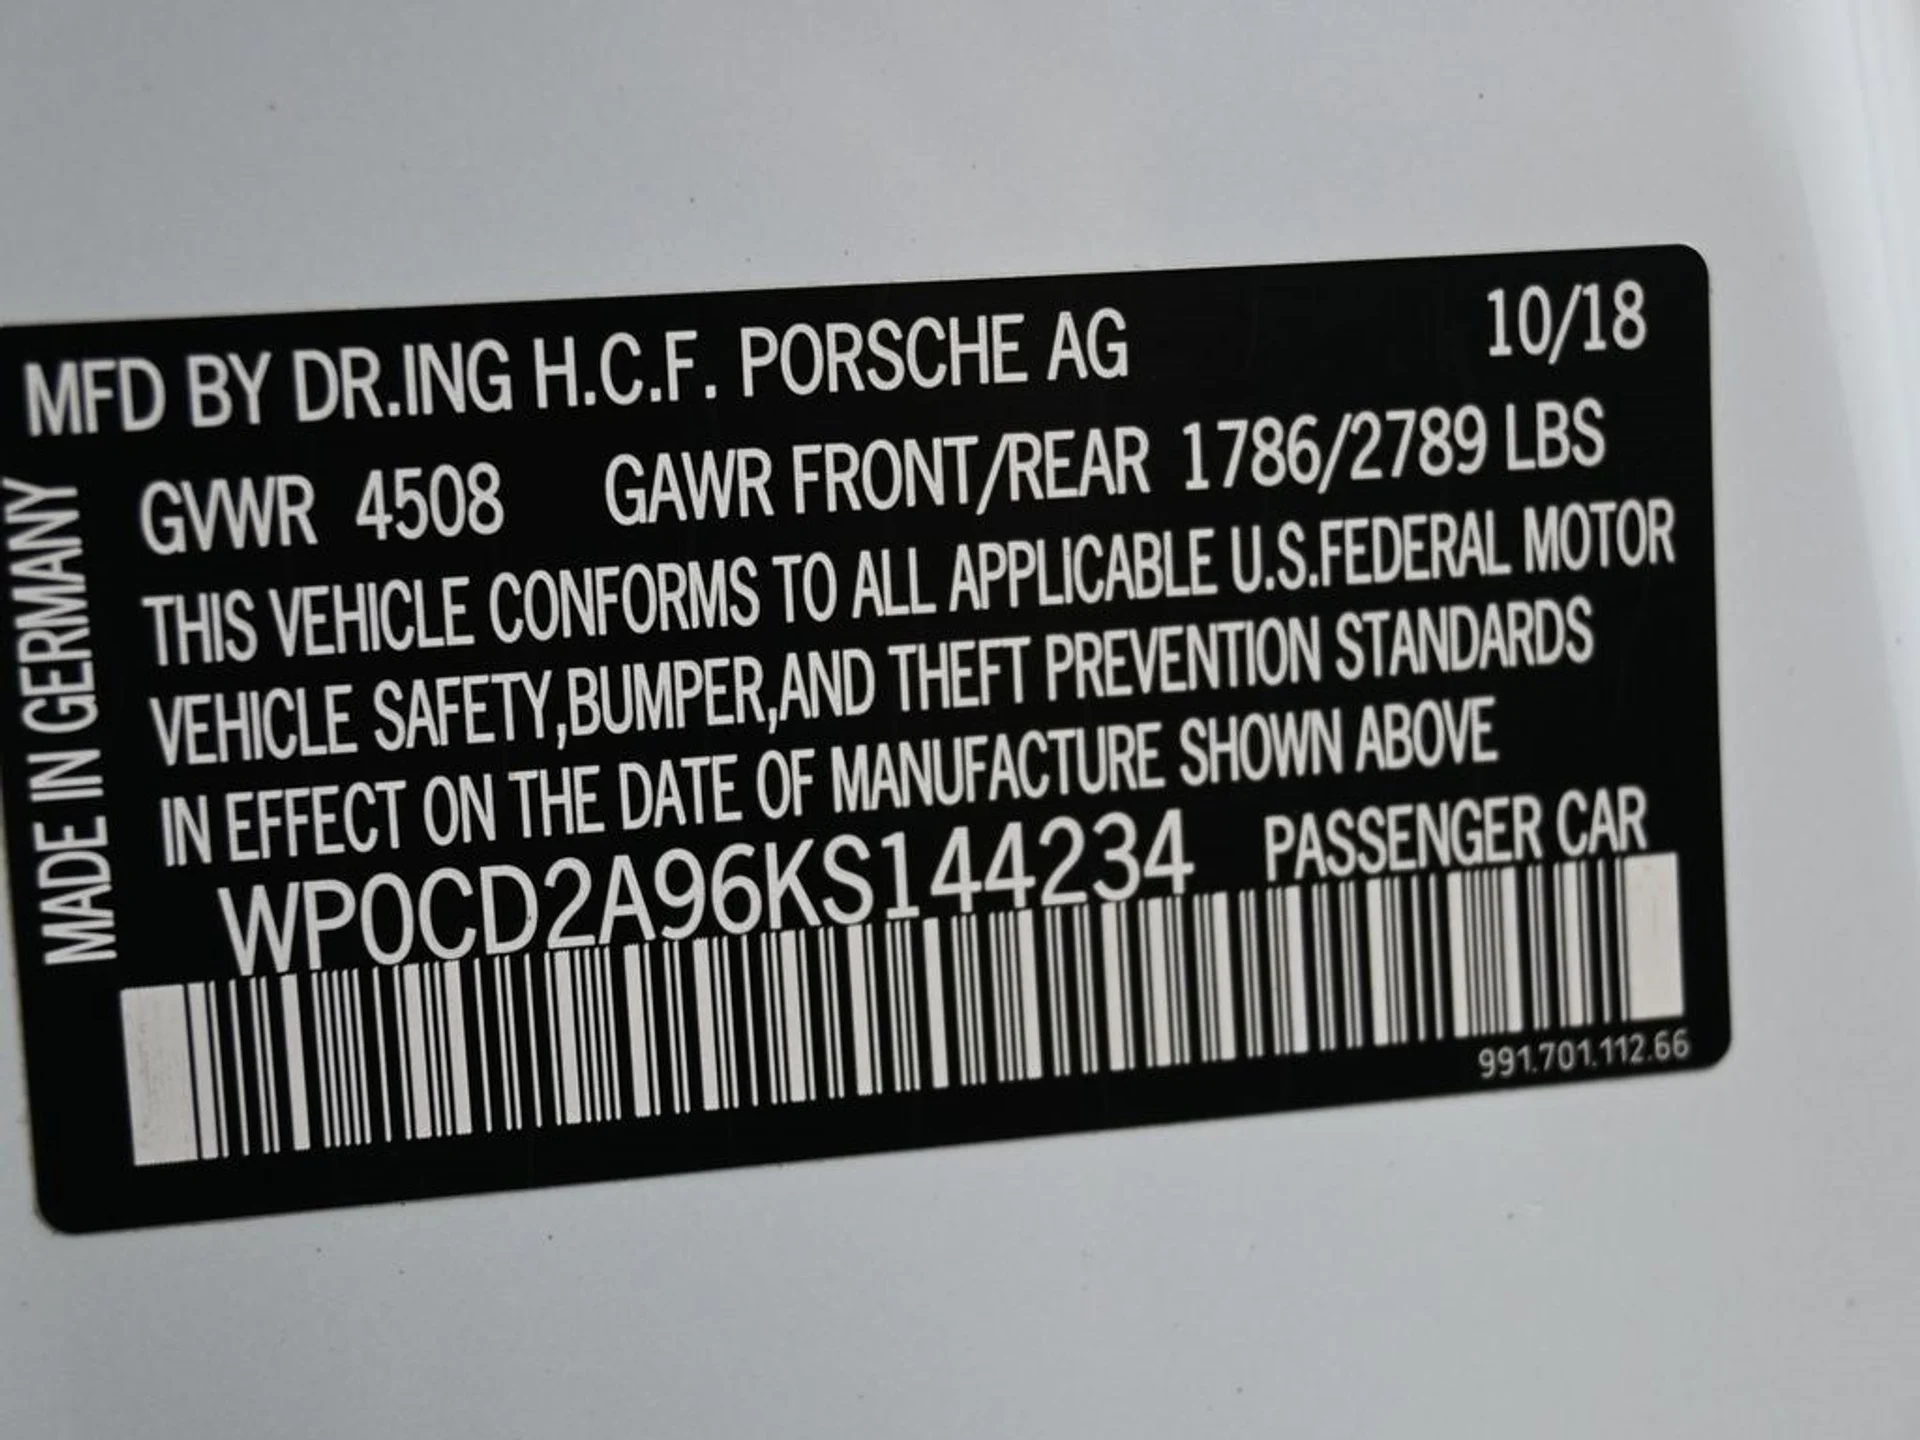 MFD BY DR.ING H.C.F. PORSCHE AG 10/18
GVWR 4508 GAWR FRONT/REAR 1786/2789 LBS
THIS VEHICLE CONFORMS TO ALL APPLICABLE U.S.FEDERAL MOTOR
VEHICLE SAFETY,BUMPER,AND THEFT PREVENTION STANDARDS
IN EFFECT ON THE DATE OF MANUFACTURE SHOWN ABOVE
WP0CD2A96KS144234 PASSENGER CAR
991.701.112.66
MADE IN GERMANY